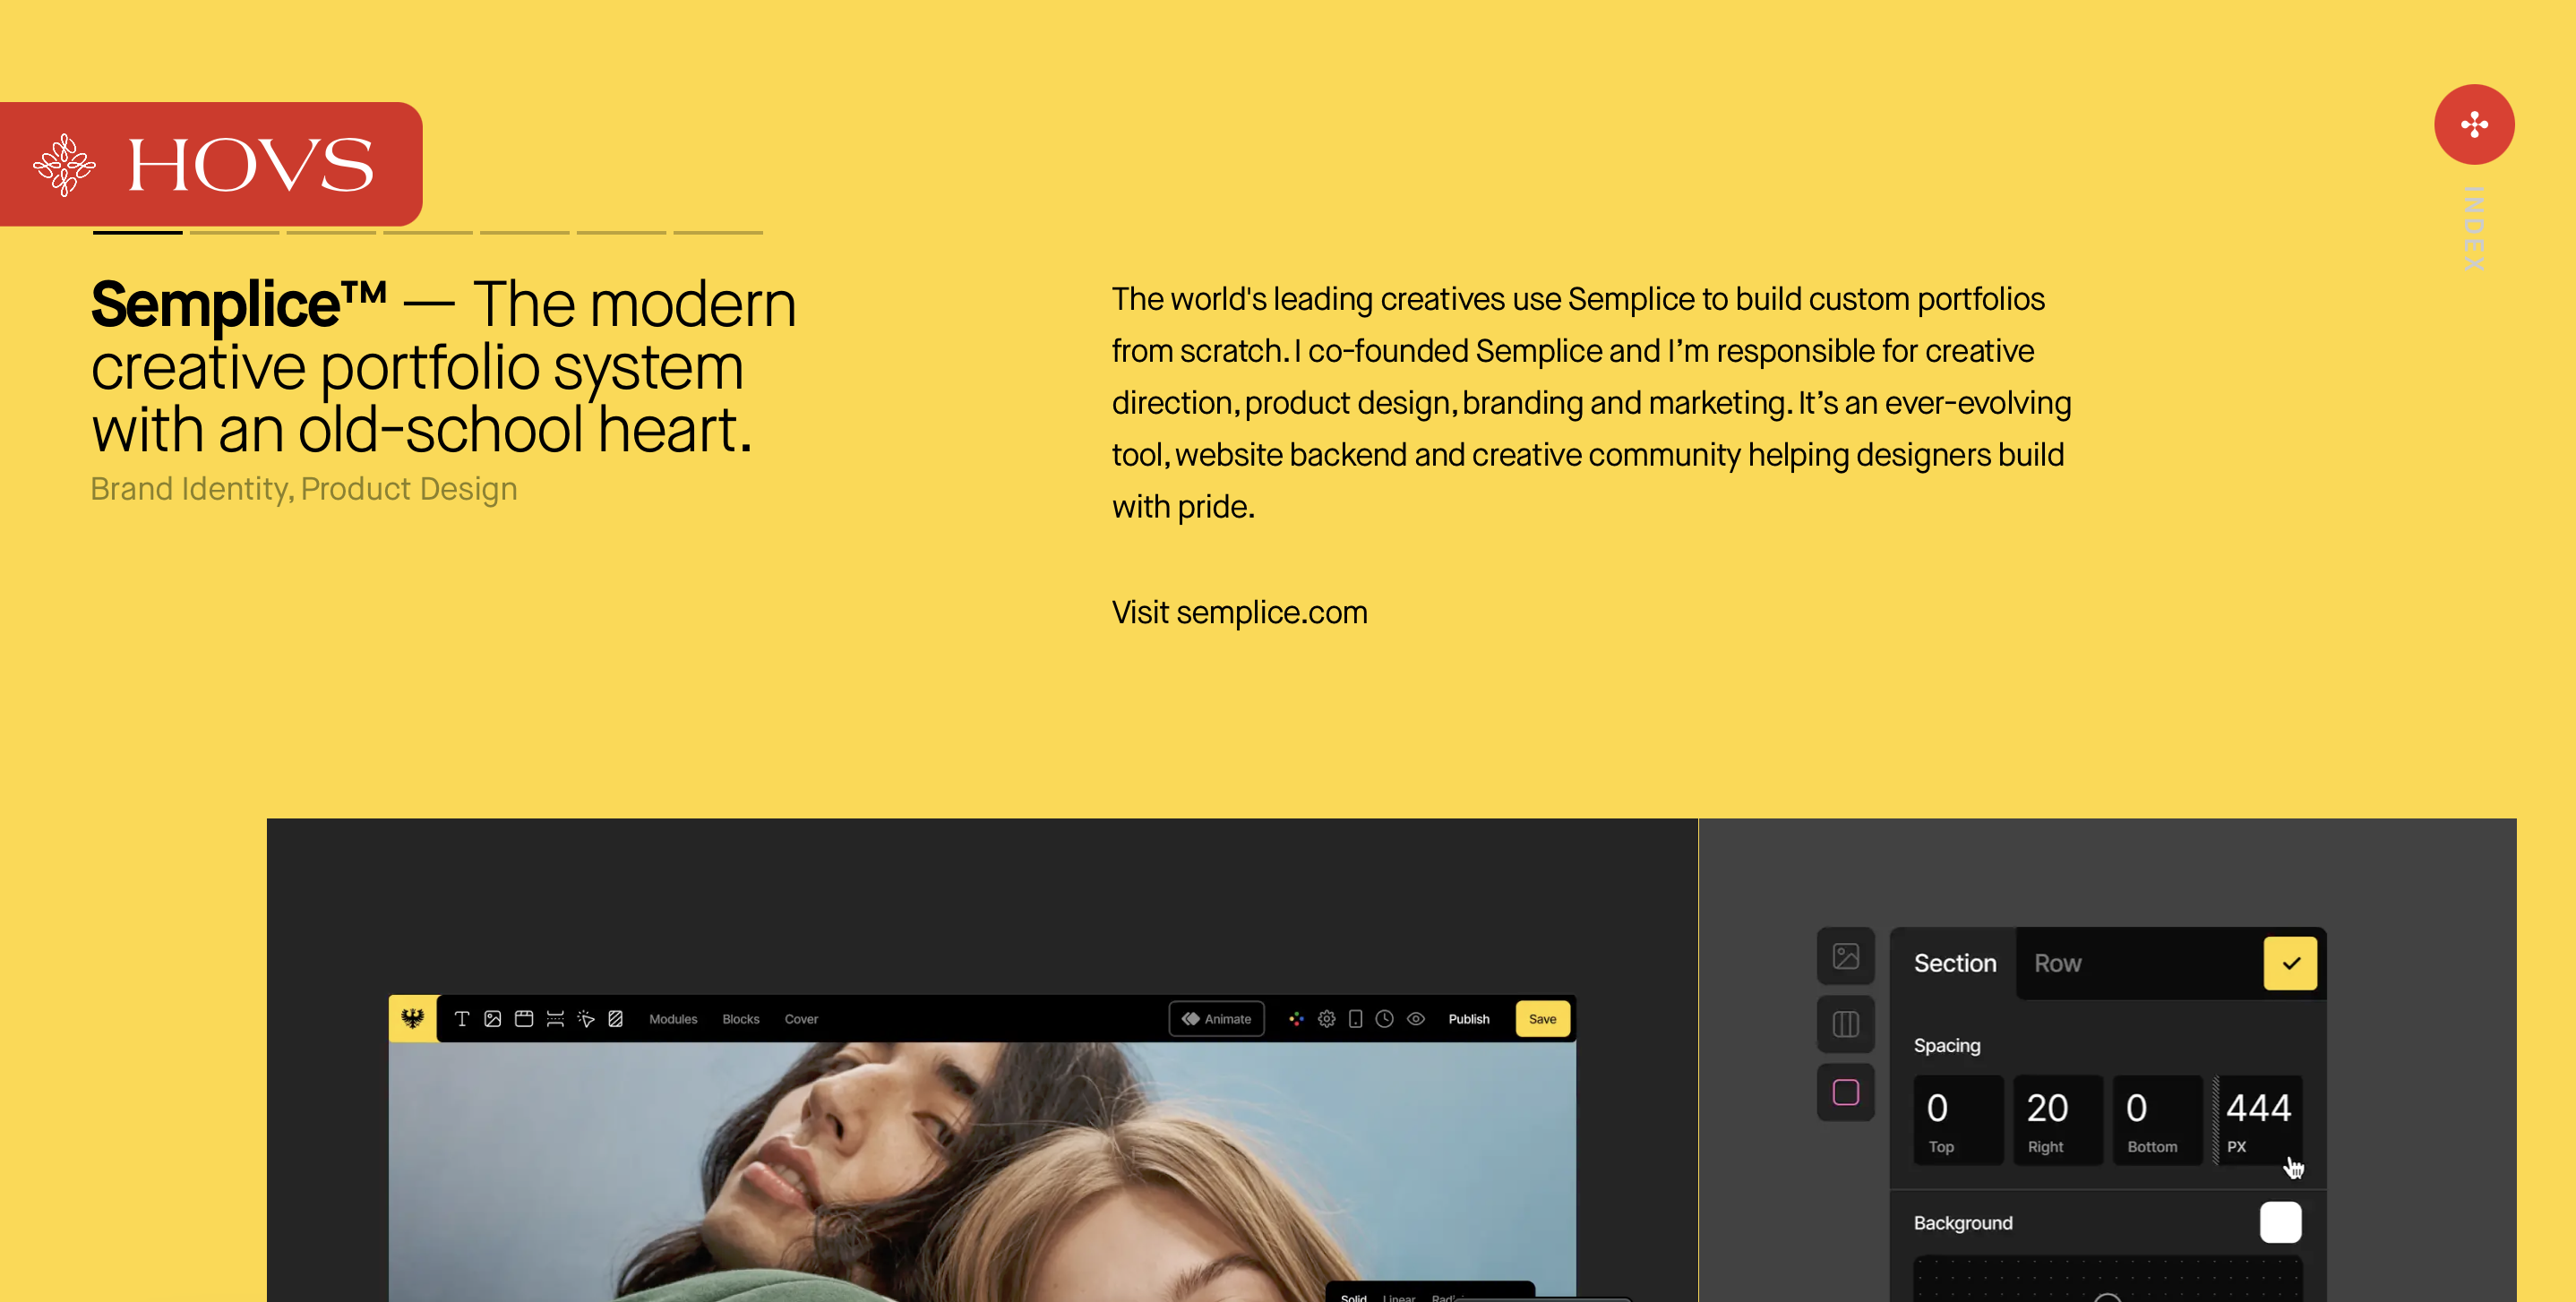 HOVS
INDEX
Semplice™ — The modern
creative portfolio system
with an old-school heart.
Brand Identity, Product Design
The world's leading creatives use Semplice to build custom portfolios
from scratch. I co-founded Semplice and I’m responsible for creative
direction, product design, branding and marketing. It’s an ever-evolving
tool, website backend and creative community helping designers build
with pride.
Visit semplice.com
Modules Blocks Cover Animate Publish Save
Solid Linear
Section Row
Spacing
0 20 0 444
Top Right Bottom PX
Background